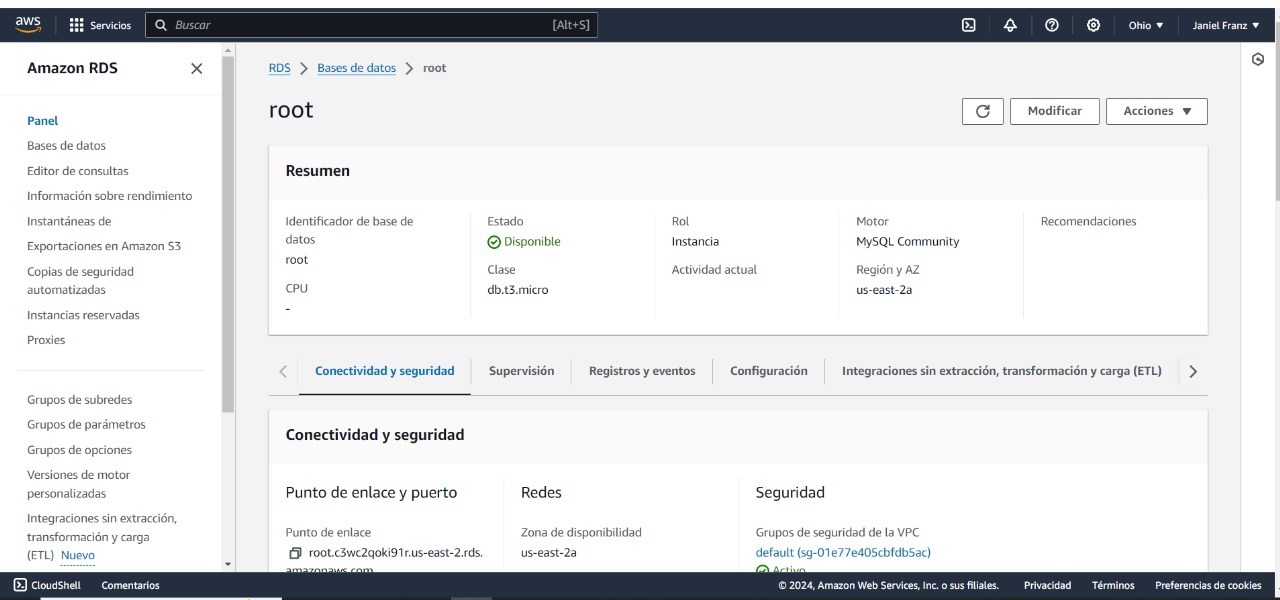 aws
Servicios
Buscar
[Alt+S]
Ohio ▼
Janiel Franz ▼
Amazon RDS
Panel
Bases de datos
Editor de consultas
Información sobre rendimiento
Instantáneas de
Exportaciones en Amazon S3
Copias de seguridad
automatizadas
Instancias reservadas
Proxies
Grupos de subredes
Grupos de parámetros
Grupos de opciones
Versiones de motor
personalizadas
Integraciones sin extracción,
transformación y carga
(ETL) Nuevo
RDS > Bases de datos > root
root
Modificar
Acciones ▼
Resumen
Identificador de base de
datos
root
CPU
-
Estado
Disponible
Clase
db.t3.micro
Rol
Instancia
Actividad actual
Motor
MySQL Community
Región y AZ
us-east-2a
Recomendaciones
Conectividad y seguridad
Supervisión
Registros y eventos
Configuración
Integraciones sin extracción, transformación y carga (ETL)
Conectividad y seguridad
Punto de enlace y puerto
Punto de enlace
root.c3wc2qoki91r.us-east-2.rds.
amazonaws.com
Redes
Zona de disponibilidad
us-east-2a
Seguridad
Grupos de seguridad de la VPC
default (sg-01e77e405cbfdb5ac)
Activo
CloudShell
Comentarios
© 2024, Amazon Web Services, Inc. o sus filiales.
Privacidad
Términos
Preferencias de cookies